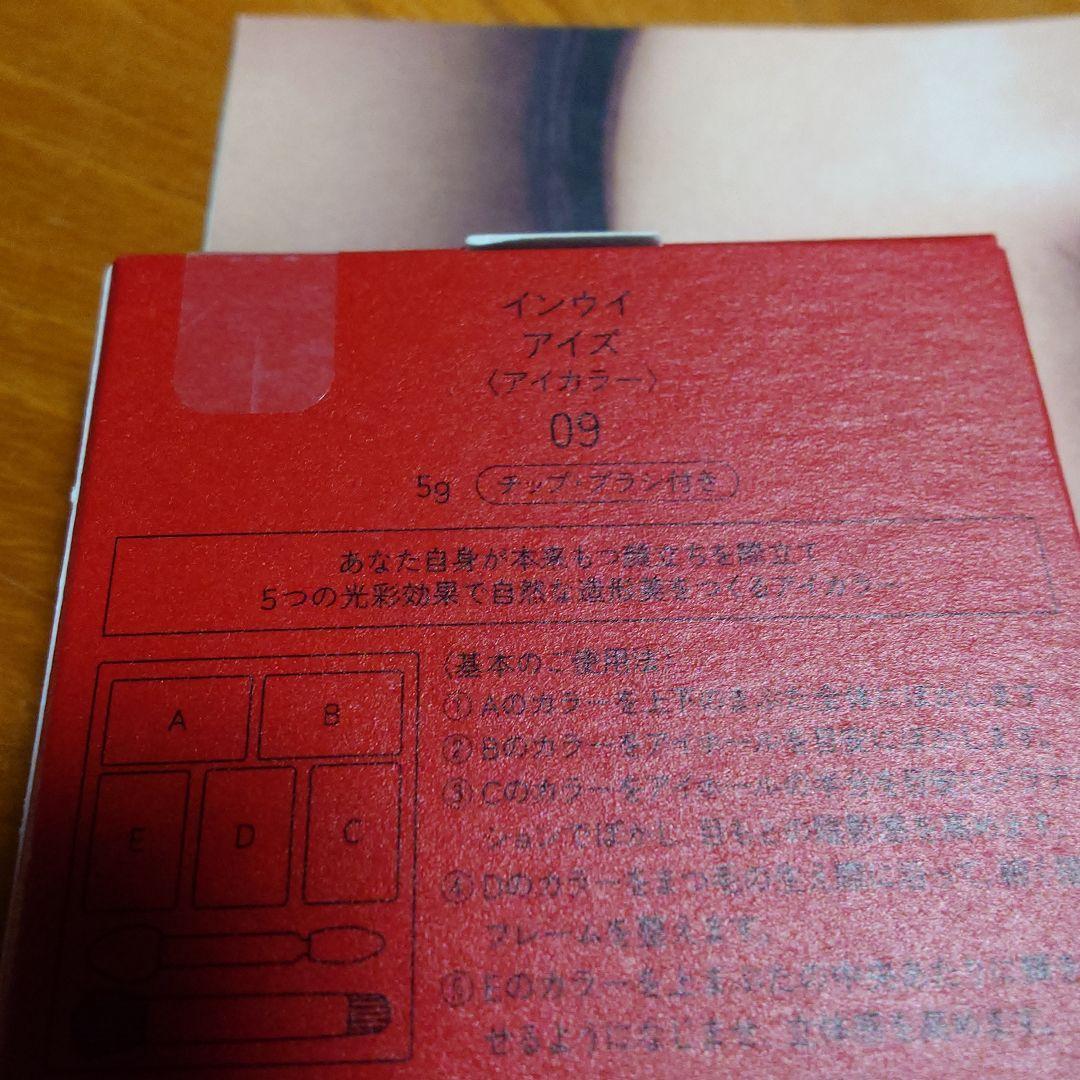 インウイ
アイズ
〈アイカラー〉
09
5g チップ・ブラシ付き
あなた自身が本来もつ顔立ちを際立て
5つの光彩効果で自然な造形美をつくるアイカラー
A
B
E
D
C
〈基本のご使用法〉
①Aのカラーを上下のまぶた全体にぼかします
②Bのカラーをアイホールを目安にぼかします。
③Cのカラーをアイホールの半分を目安にグラデ
ションでぼかし、目もとの陰影感を高めます。
④Dのカラーをまつ毛の生え際に沿って、
フレームを整えます。
⑤Eのカラーを上まぶたの中央あたりに
せるようになじませ、立体感を高めます。